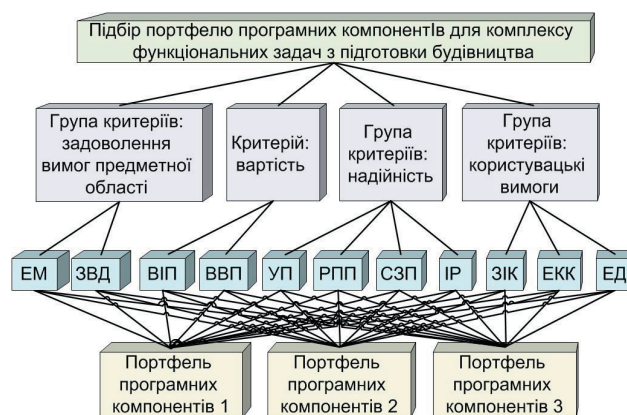 Підбір портфелю програмних компонентів для комплексу
функціональних задач з підготовки будівництва
Група критеріїв:
задоволення
вимог предметної
області
Критерій:
вартість
Група
критеріїв:
надійність
Група
критеріїв:
користувацькі
вимоги
ЕМ
ЗВД
ВІП
ВВП
УП
РПП
СЗП
ІР
ЗІК
ЕКК
ЕД
Портфель
програмних
компонентів 1
Портфель
програмних
компонентів 2
Портфель
програмних
компонентів 3